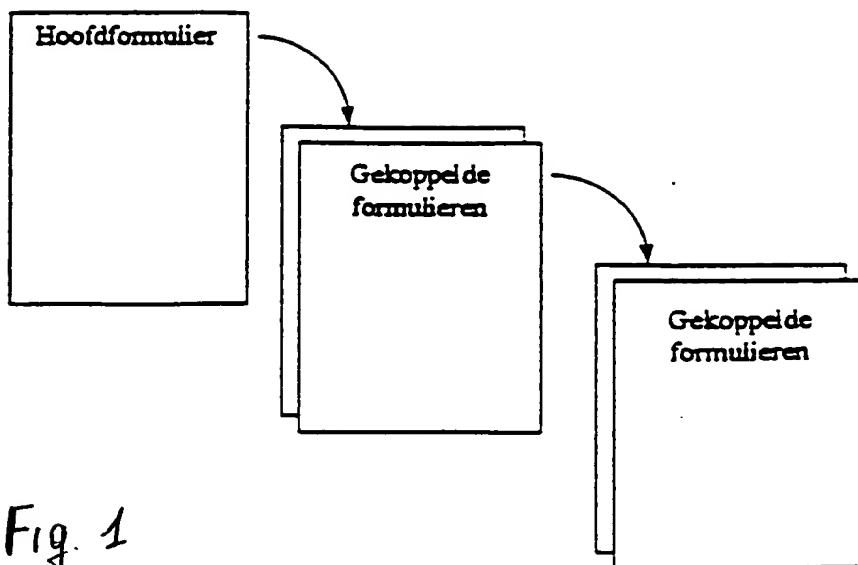 Hoofdformulier
Gekoppelde
formulieren
Gekoppelde
formulieren
Fig. 1